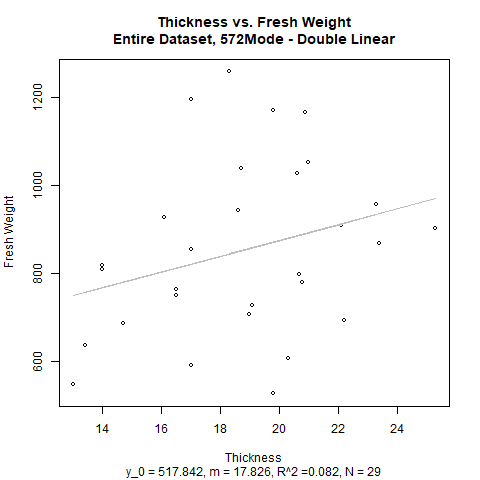 Thickness vs. Fresh Weight
Entire Dataset, 572Mode - Double Linear
Fresh Weight
1200
1000
800
600
14 16 18 20 22 24
Thickness
y_0 = 517.842, m = 17.826, R^2 =0.082, N = 29